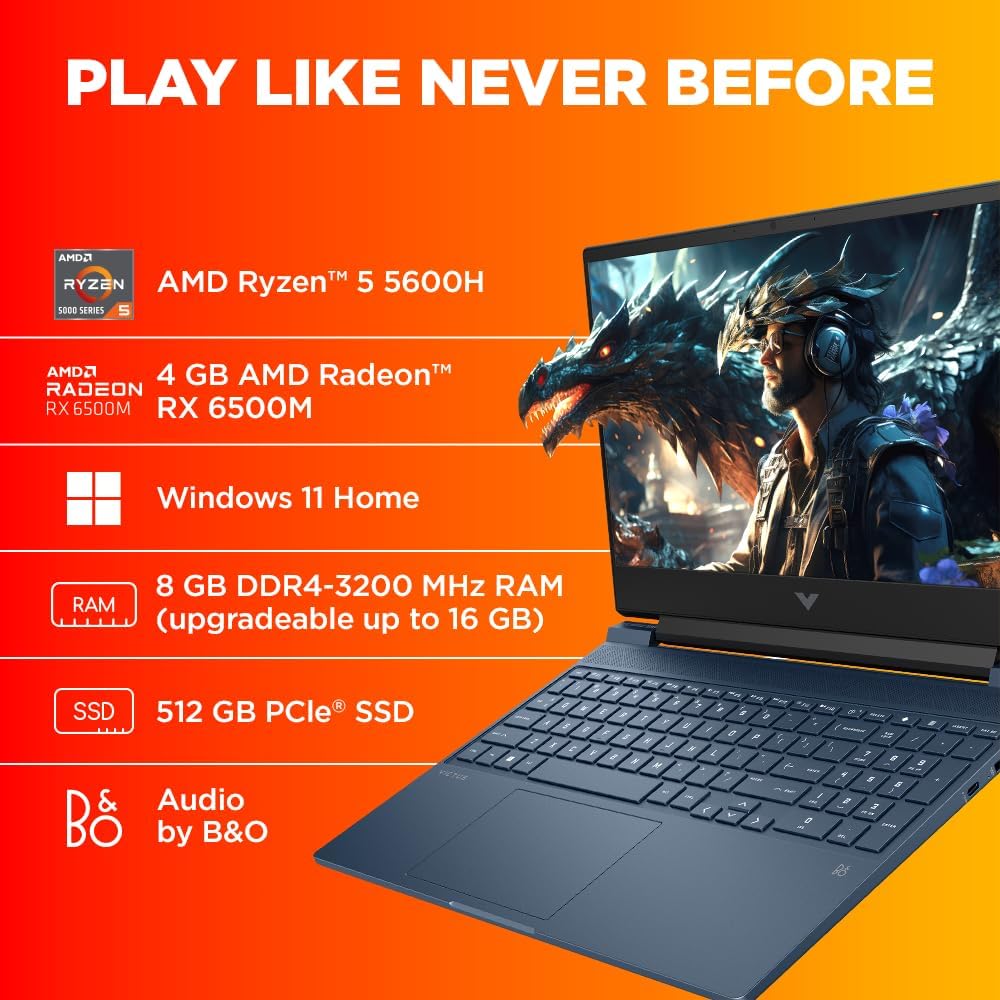 PLAY LIKE NEVER BEFORE
AMD
RYZEN
5000 SERIES 5
AMD Ryzen™ 5 5600H
AMD
RADEON
RX 6500M
4 GB AMD Radeon™
RX 6500M
Windows 11 Home
RAM
8 GB DDR4-3200 MHz RAM
(upgradeable up to 16 GB)
SSD
512 GB PCIe® SSD
B&O
Audio
by B&O
VICTUS
B&O